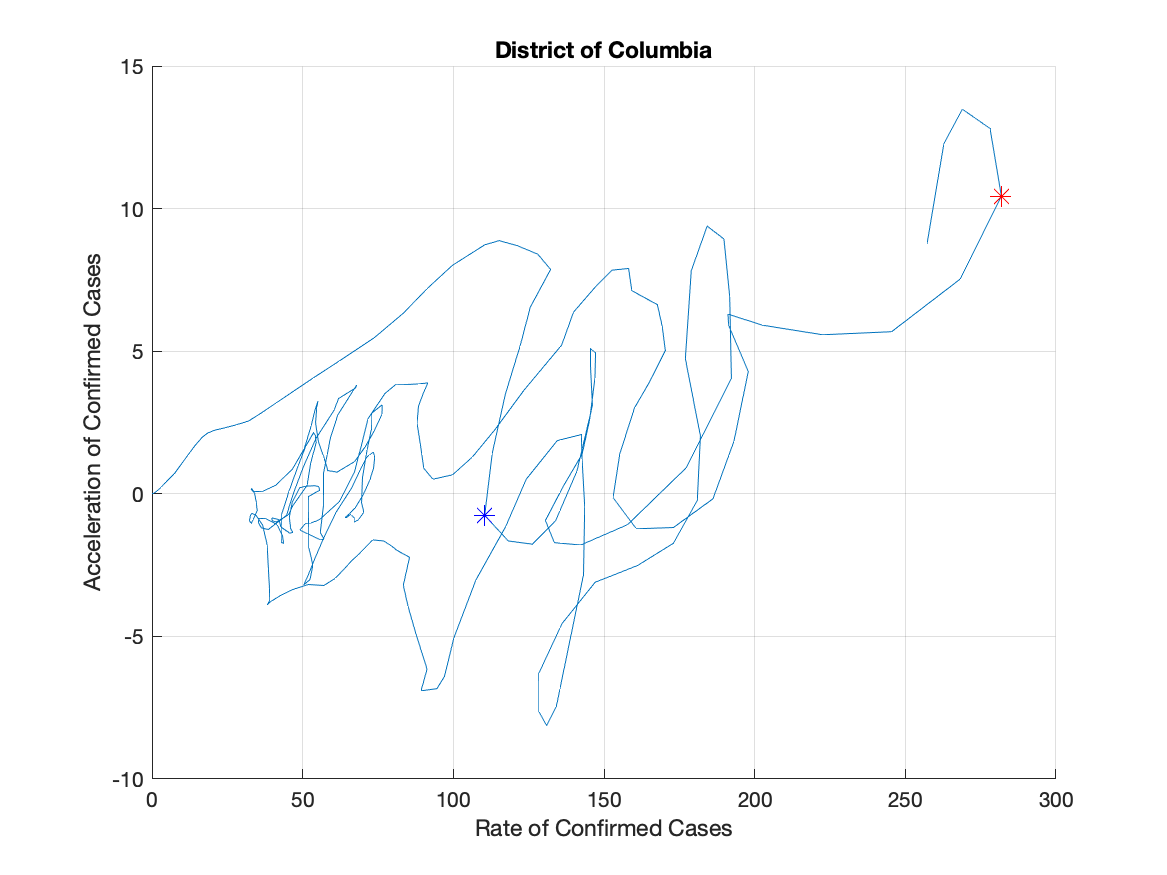 District of Columbia
15
10
5
0
-5
-10
Acceleration of Confirmed Cases
0 50 100 150 200 250 300
Rate of Confirmed Cases